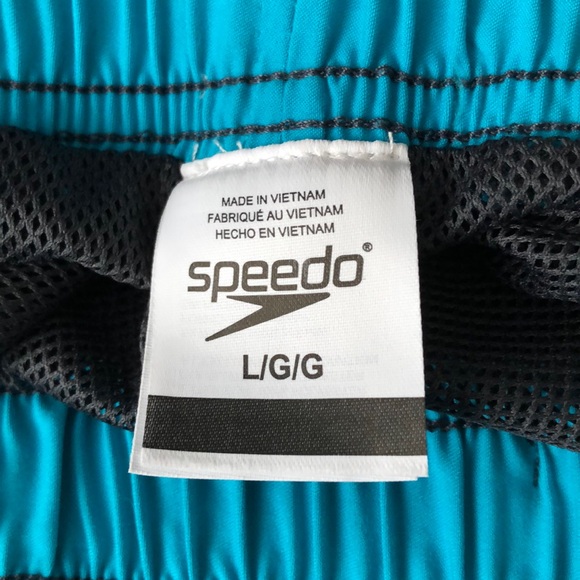 MADE IN VIETNAM
FABRIQUÉ AU VIETNAM
HECHO EN VIETNAM
speedo®
L/G/G